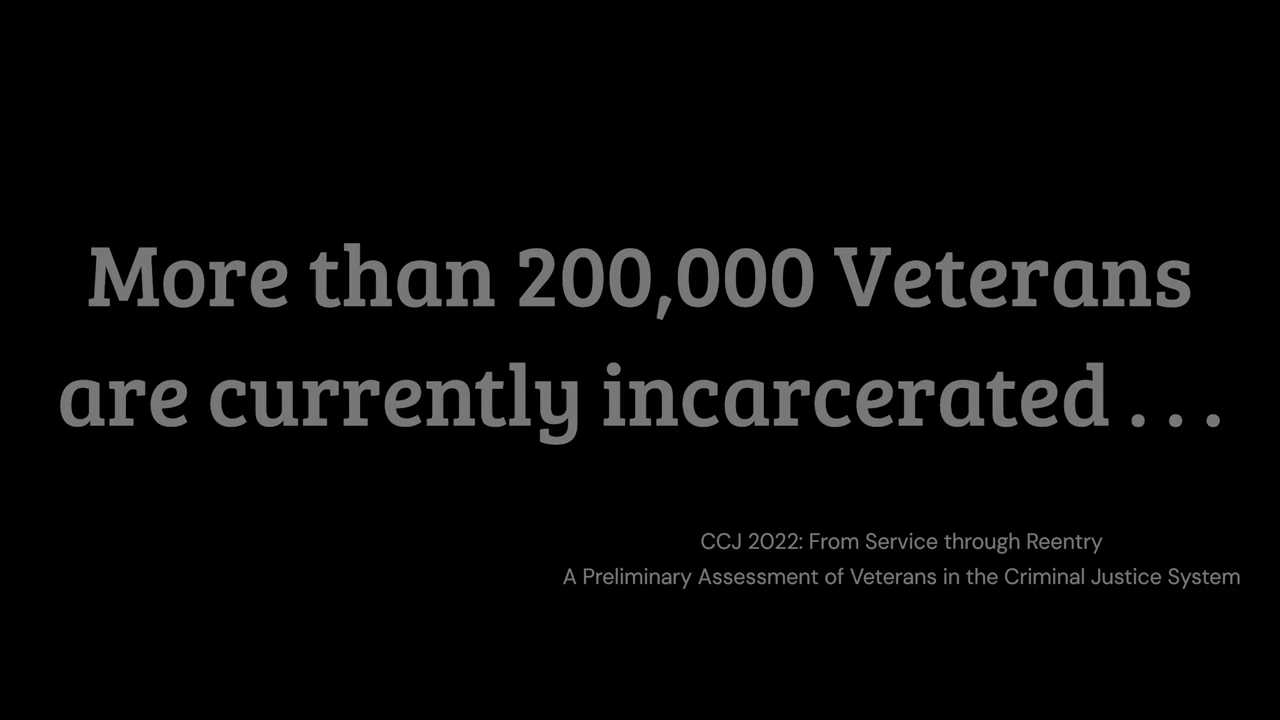 More than 200,000 Veterans
are currently incarcerated . . .
CCJ 2022: From Service through Reentry
A Preliminary Assessment of Veterans in the Criminal Justice System